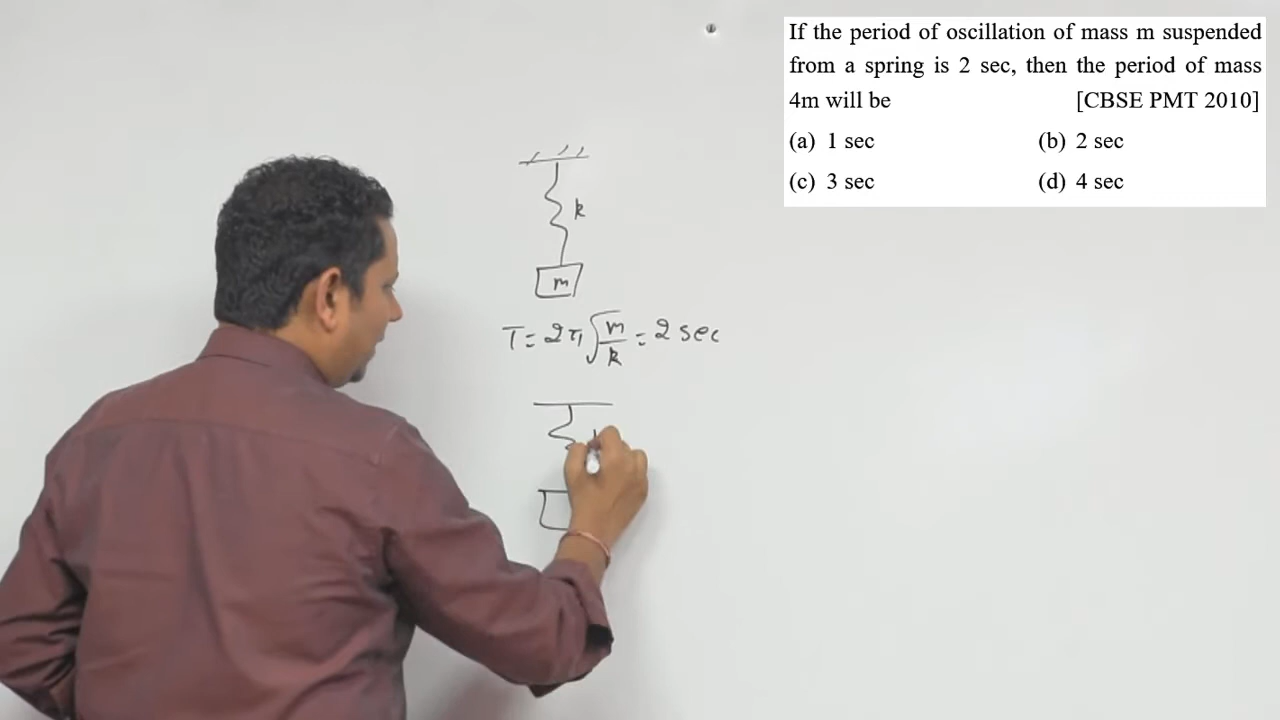 If the period of oscillation of mass m suspended
from a spring is 2 sec, then the period of mass
4m will be [CBSE PMT 2010]
(a) 1 sec (b) 2 sec
(c) 3 sec (d) 4 sec
k
m
T = 2π√(m/k) = 2 sec